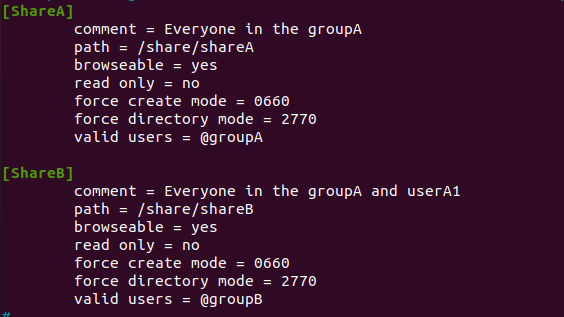 [ShareA]
comment = Everyone in the groupA
path = /share/shareA
browseable = yes
read only = no
force create mode = 0660
force directory mode = 2770
valid users = @groupA
[ShareB]
comment = Everyone in the groupA and userA1
path = /share/shareB
browseable = yes
read only = no
force create mode = 0660
force directory mode = 2770
valid users = @groupB
#